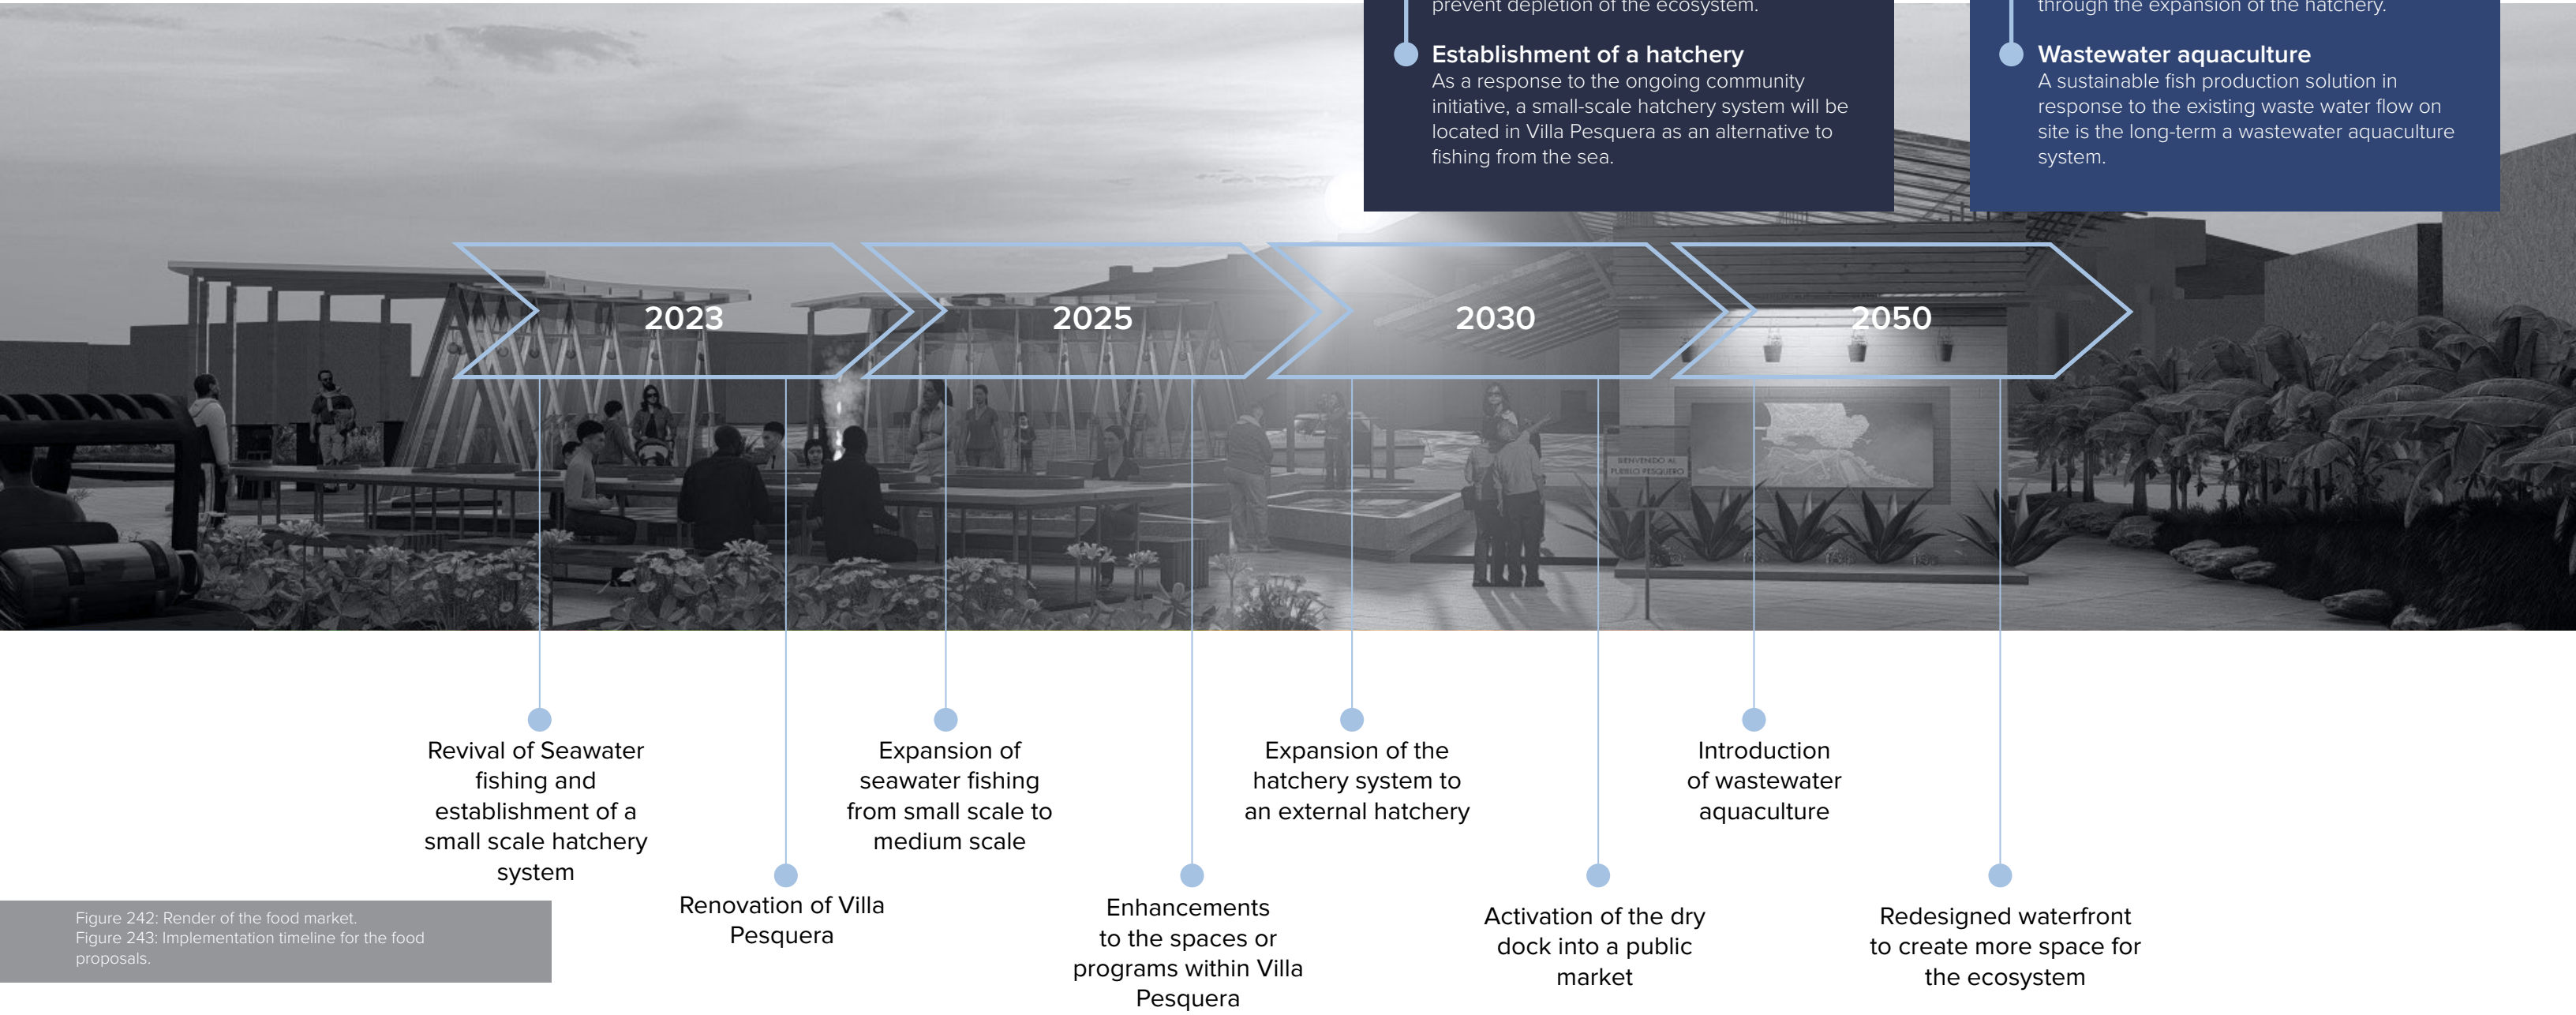 prevent depletion of the ecosystem.
Establishment of a hatchery
As a response to the ongoing community
initiative, a small-scale hatchery system will be
located in Villa Pesquera as an alternative to
fishing from the sea.
through the expansion of the hatchery.
Wastewater aquaculture
A sustainable fish production solution in
response to the existing waste water flow on
site is the long-term a wastewater aquaculture
system.
2023
2025
2030
2050
BIENVENIDO AL
PUEBLO PESQUERO
Revival of Seawater
fishing and
establishment of a
small scale hatchery
system
Renovation of Villa
Pesquera
Expansion of
seawater fishing
from small scale to
medium scale
Enhancements
to the spaces or
programs within Villa
Pesquera
Expansion of the
hatchery system to
an external hatchery
Activation of the dry
dock into a public
market
Introduction
of wastewater
aquaculture
Redesigned waterfront
to create more space for
the ecosystem
Figure 242: Render of the food market.
Figure 243: Implementation timeline for the food
proposals.